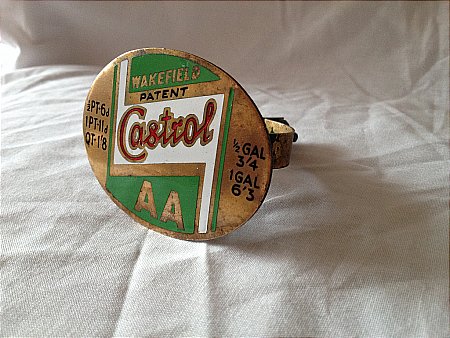 WAKEFIELD
PATENT
Castrol
AA
½PT·6d
1PT·11d
QT·1'8
½GAL
3/4
1GAL
6'3